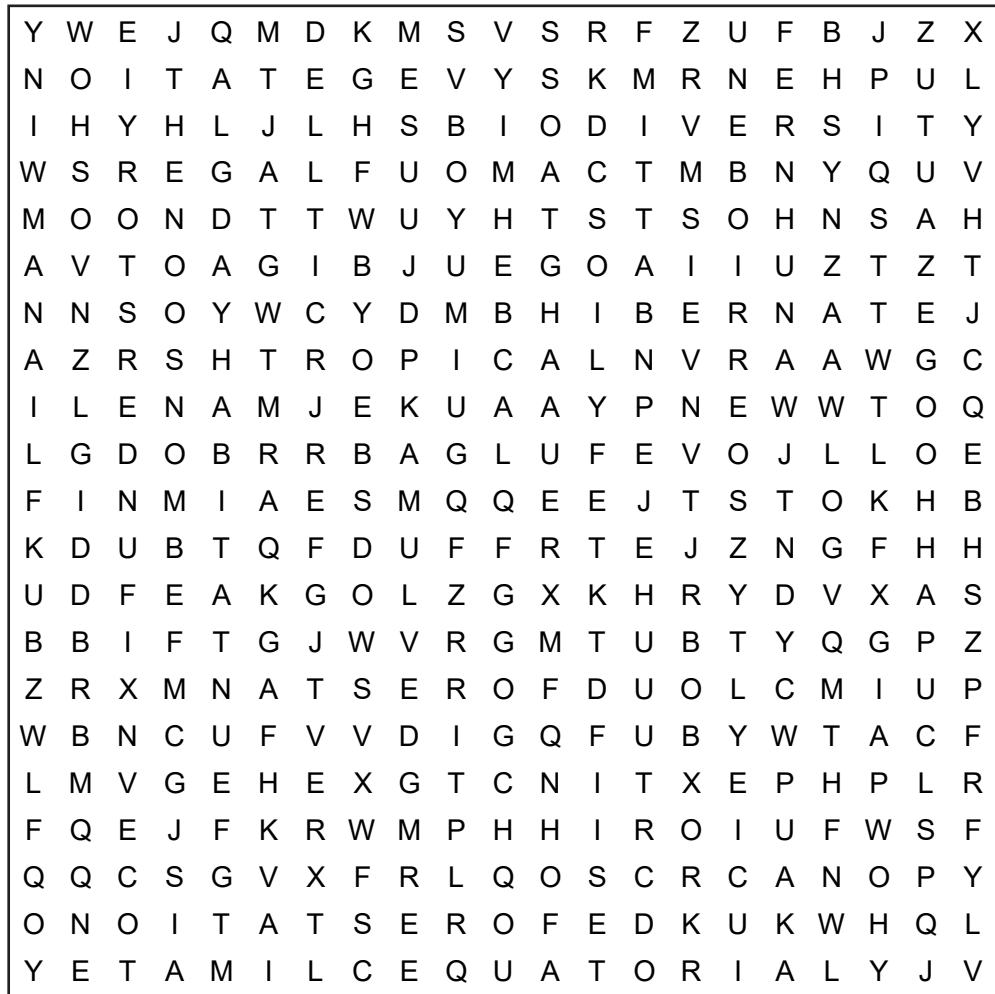 Y W E J Q M D K M S V S R F Z U F B J Z X
N O I T A T E G E V Y S K M R N E H P U L
I H Y H L J L H S B I O D I V E R S I T Y
W S R E G A L F U O M A C T M B N Y Q U V
M O O N D T T W U Y H T S T S O H N S A H
A V T O A G I B J U E G O A I I U Z T Z T
N N S O Y W C Y D M B H I B E R N A T E J
A Z R S H T R O P I C A L N V R A A W G C
I L E N A M J E K U A A Y P N E W W T O Q
L G D O B R R B A G L U F E V O J L L O E
F I N M I A E S M Q Q E E J T S T O K H B
K D U B T Q F D U F F R T E J Z N G F H H
U D F E A K G O L Z G X K H R Y D V X A S
B B I F T G J W V R G M T U B T Y Q G P Z
Z R X M N A T S E R O F D U O L C M I U P
W B N C U F V V D I G Q F U B Y W T A C F
L M V G E H E X G T C N I T X E P H P L R
F Q E J F K R W M P H H I R O I U F W S F
Q Q C S G V X F R L Q O S C R C A N O P Y
O N O I T A T S E R O F E D K U K W H Q L
Y E T A M I L C E Q U A T O R I A L Y J V